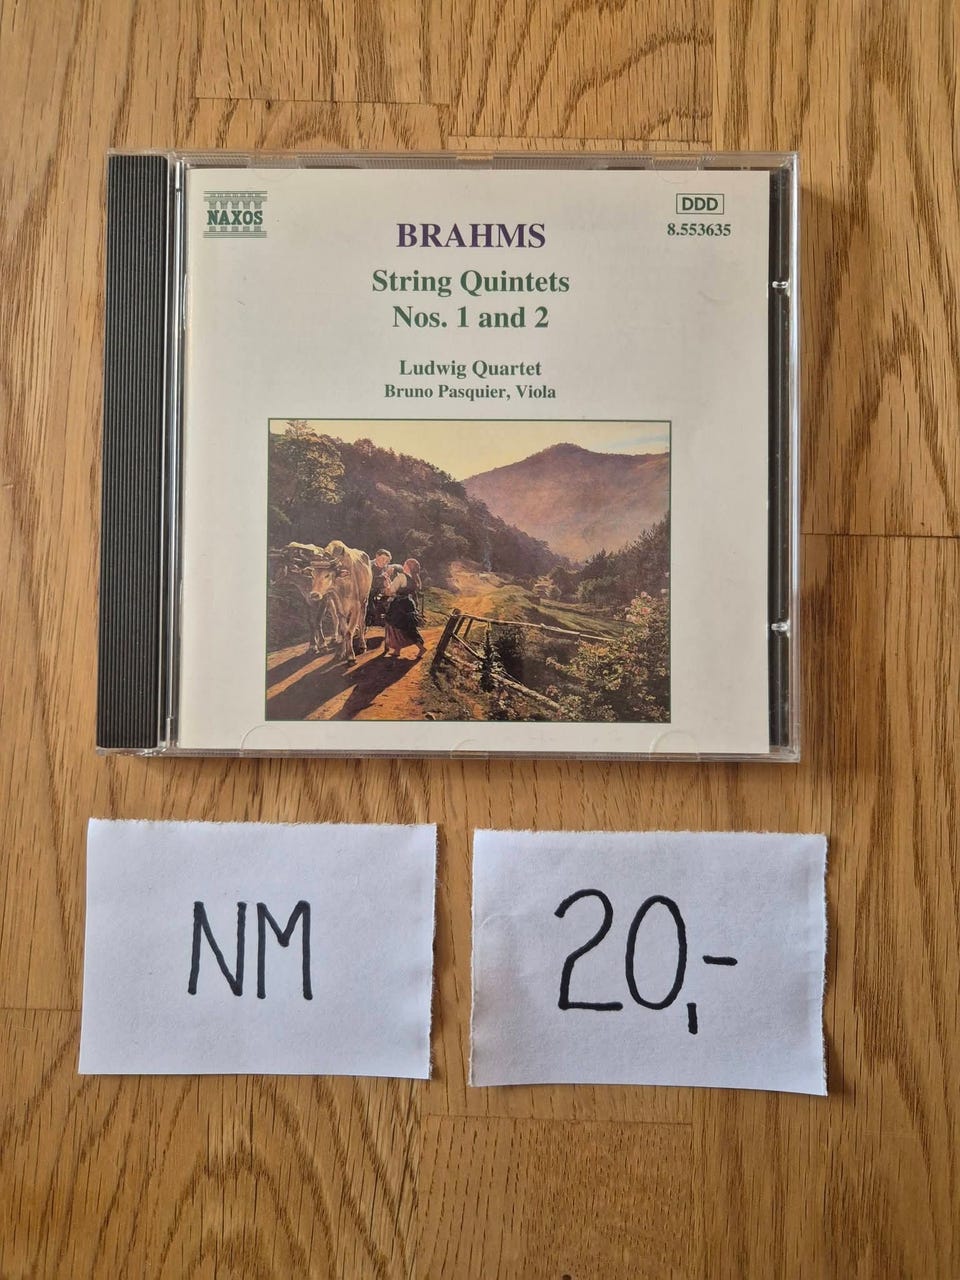 NAXOS
DDD
8.553635
BRAHMS
String Quintets
Nos. 1 and 2
Ludwig Quartet
Bruno Pasquier, Viola
NM
20,-